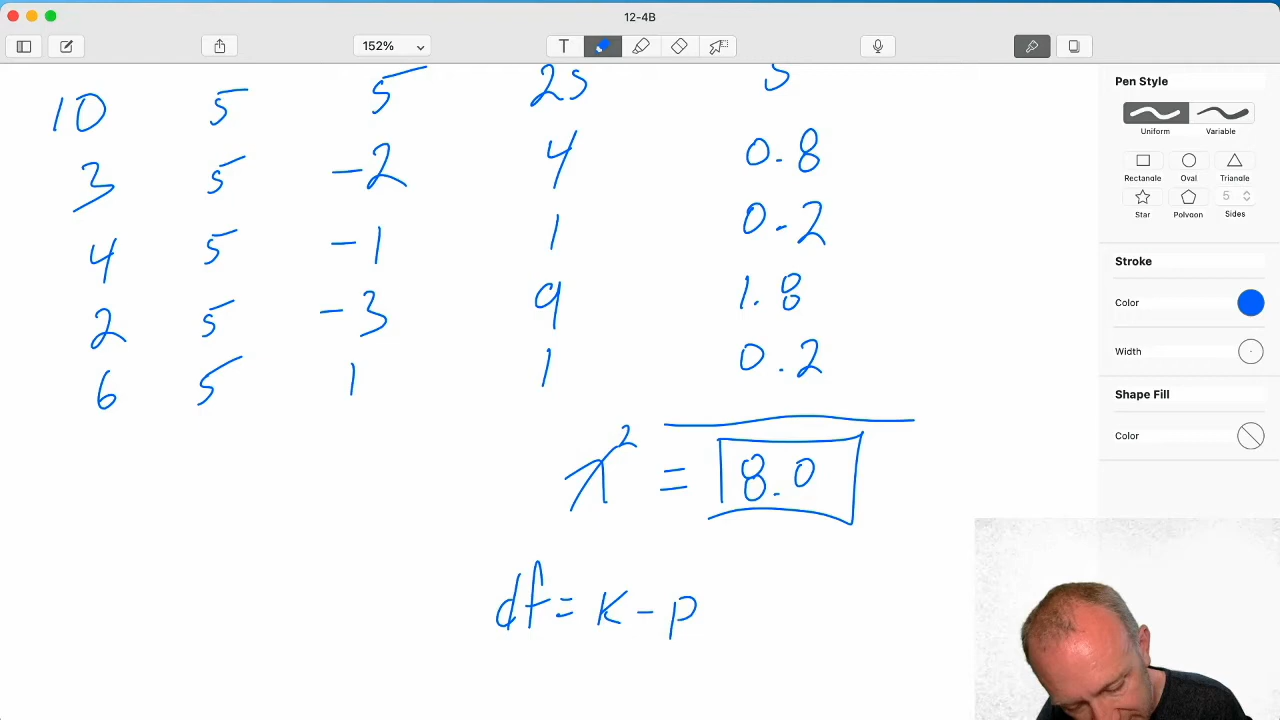 12-4B
152%
T
10 5 5 25 5
3 5 -2 4 0.8
4 5 -1 1 0.2
2 5 -3 9 1.8
6 5 1 1 0.2
χ² = 8.0
df = k - p
Pen Style
Uniform Variable
Rectangle Oval Triangle
5
Star Polygon Sides
Stroke
Color
Width
Shape Fill
Color